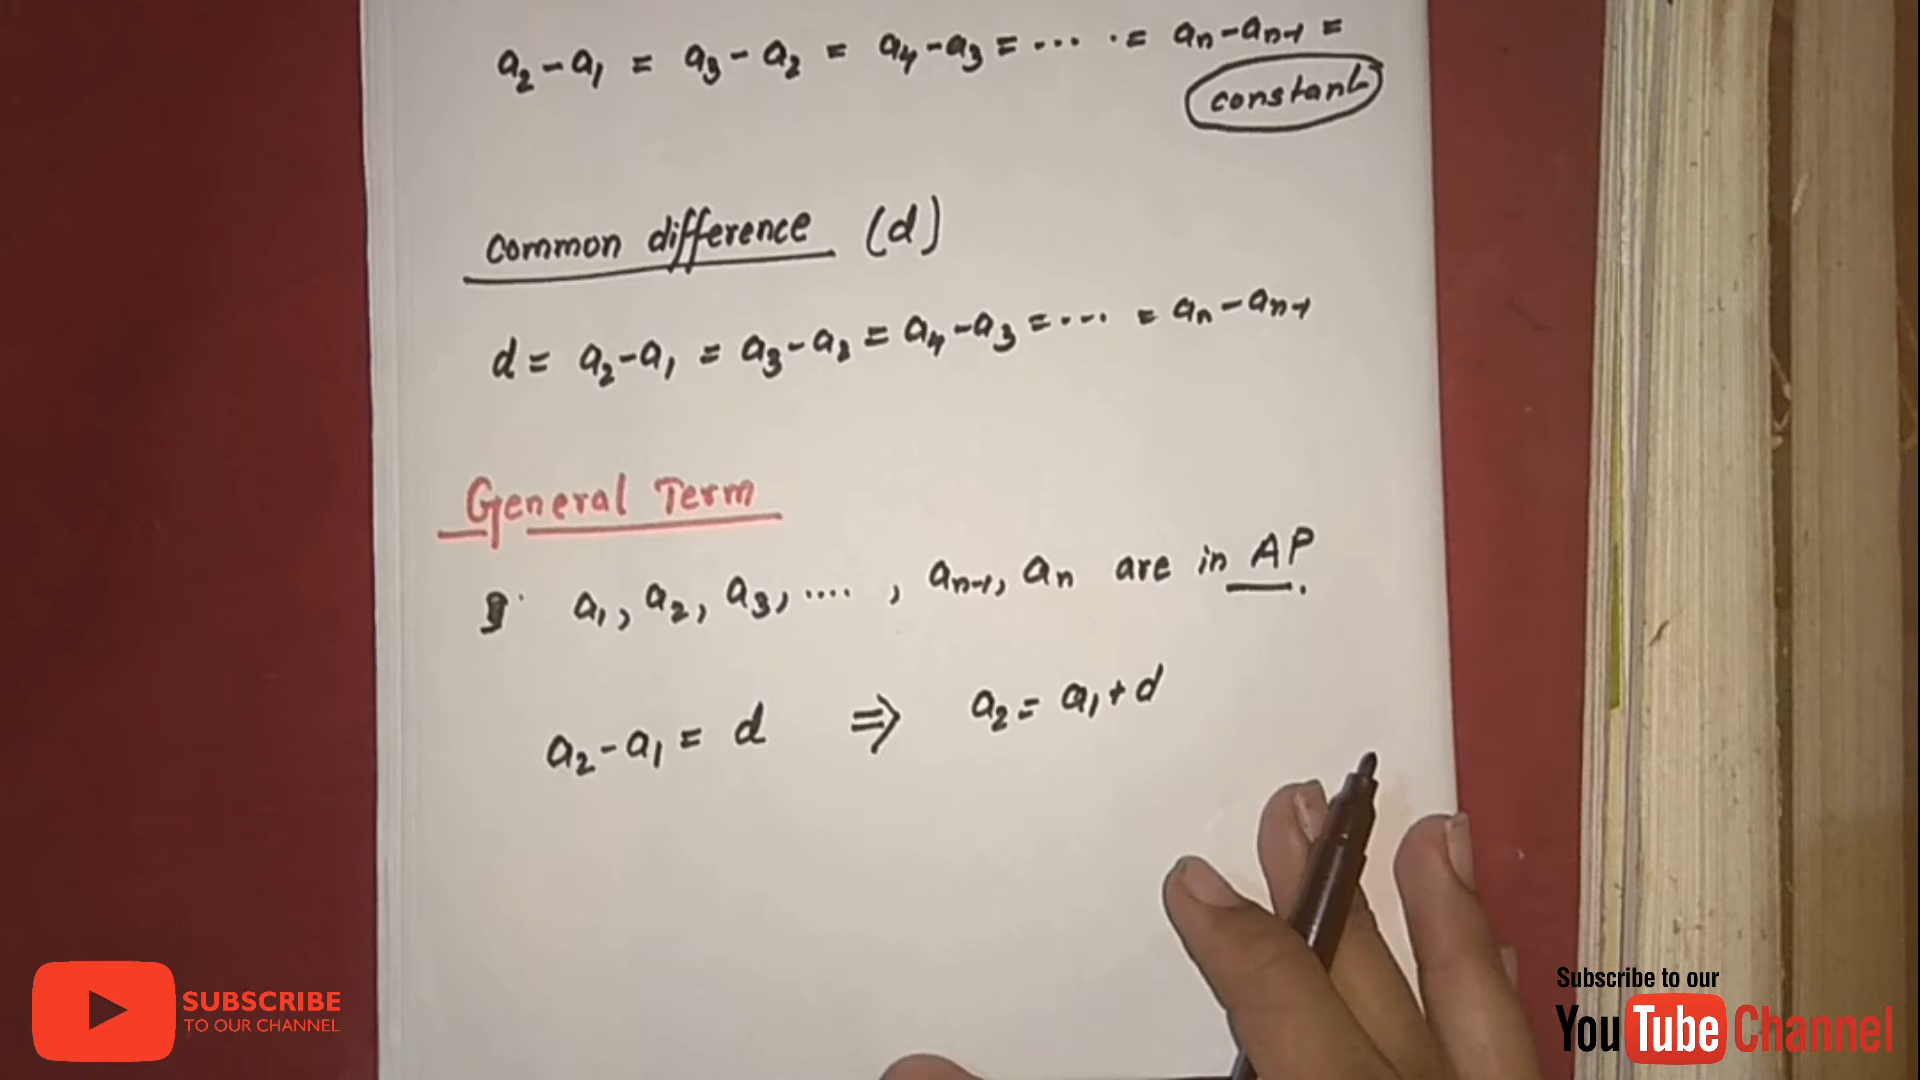 a₂-a₁ = a₃-a₂ = a₄-a₃ = ... . = aₙ-aₙ₋₁ =
constant
Common difference (d)
d = a₂-a₁ = a₃-a₂ = a₄-a₃ = ... = aₙ-aₙ₋₁
General Term
a₁, a₂, a₃, ...., aₙ₋₁, aₙ are in AP.
a₂-a₁ = d ⇒ a₂ = a₁+d
SUBSCRIBE
TO OUR CHANNEL
Subscribe to our
YouTube Channel